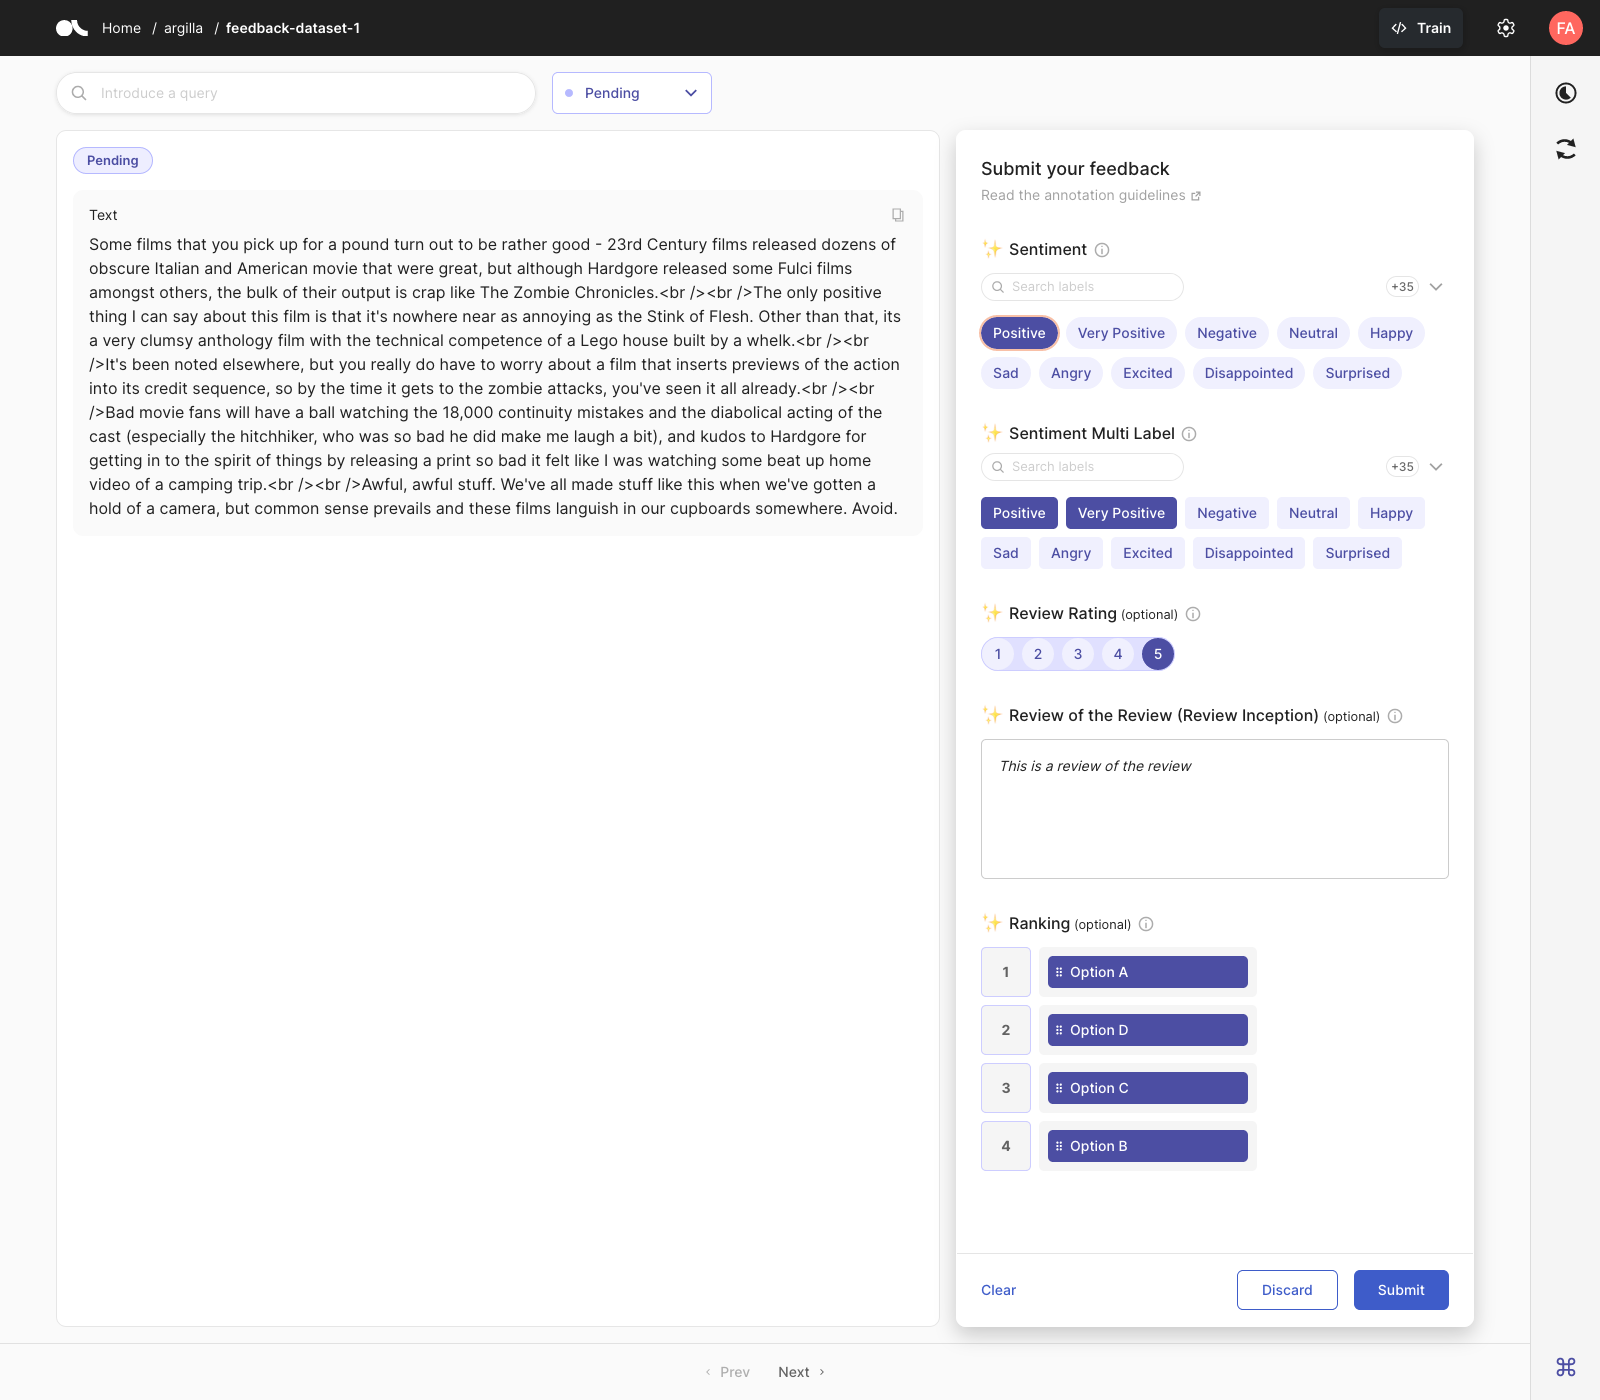 Home / argilla / feedback-dataset-1
Train
FA
Introduce a query
Pending
Pending
Text
Some films that you pick up for a pound turn out to be rather good - 23rd Century films released dozens of
obscure Italian and American movie that were great, but although Hardgore released some Fulci films
amongst others, the bulk of their output is crap like The Zombie Chronicles.<br /><br />The only positive
thing I can say about this film is that it's nowhere near as annoying as the Stink of Flesh. Other than that, its
a very clumsy anthology film with the technical competence of a Lego house built by a whelk.<br /><br
/>It's been noted elsewhere, but you really do have to worry about a film that inserts previews of the action
into its credit sequence, so by the time it gets to the zombie attacks, you've seen it all already.<br /><br
/>Bad movie fans will have a ball watching the 18,000 continuity mistakes and the diabolical acting of the
cast (especially the hitchhiker, who was so bad he did make me laugh a bit), and kudos to Hardgore for
getting in to the spirit of things by releasing a print so bad it felt like I was watching some beat up home
video of a camping trip.<br /><br />Awful, awful stuff. We've all made stuff like this when we've gotten a
hold of a camera, but common sense prevails and these films languish in our cupboards somewhere. Avoid.
Submit your feedback
Read the annotation guidelines
✨ Sentiment
Search labels
+35
Positive Very Positive Negative Neutral Happy
Sad Angry Excited Disappointed Surprised
✨ Sentiment Multi Label
Search labels
+35
Positive Very Positive Negative Neutral Happy
Sad Angry Excited Disappointed Surprised
✨ Review Rating (optional)
1 2 3 4 5
✨ Review of the Review (Review Inception) (optional)
This is a review of the review
✨ Ranking (optional)
1 Option A
2 Option D
3 Option C
4 Option B
Clear Discard Submit
‹ Prev Next ›